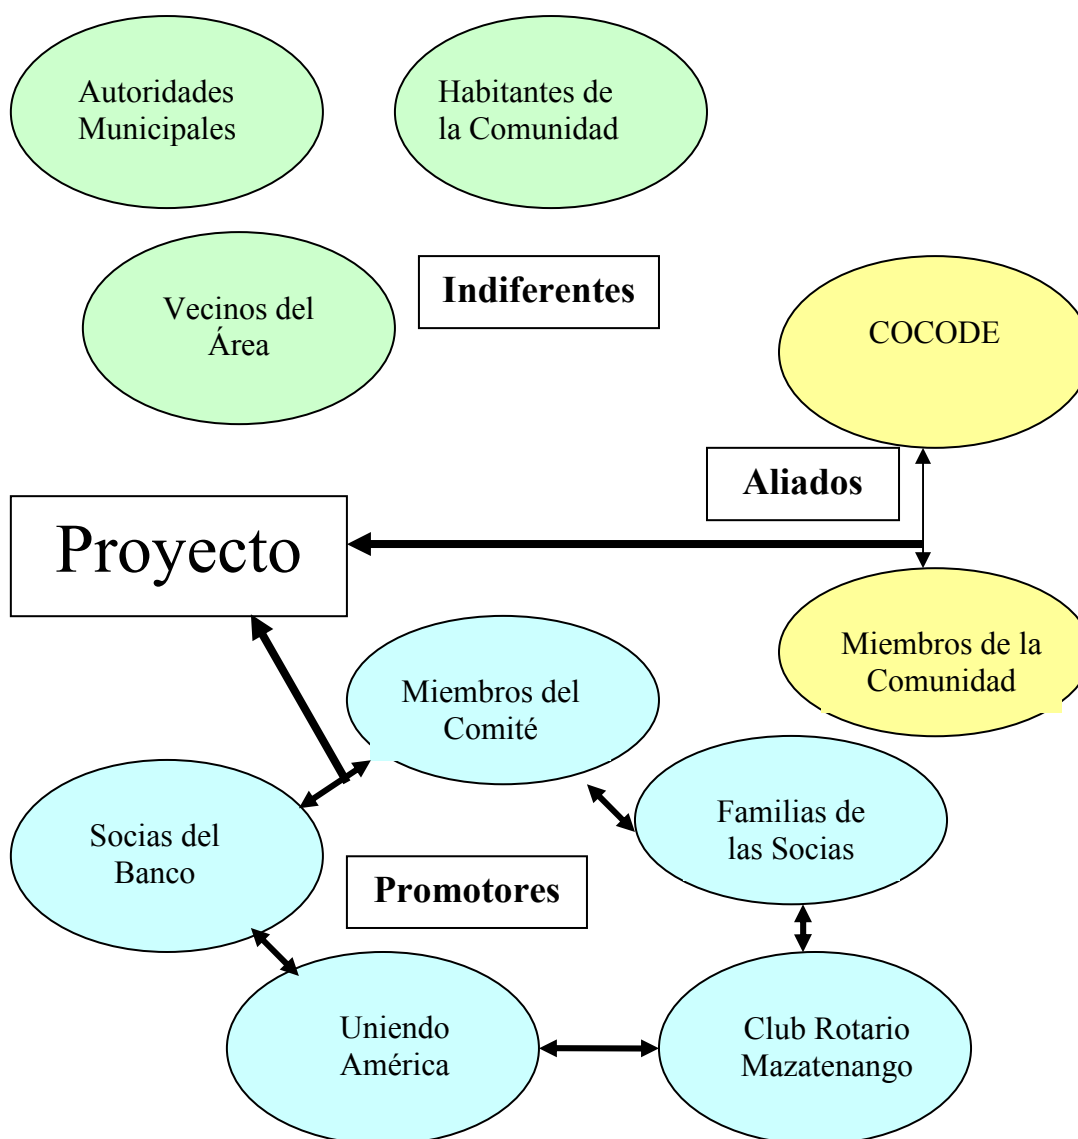 Autoridades
Municipales
Habitantes de
la Comunidad
Vecinos del
Área
Indiferentes
COCODE
Aliados
Proyecto
Miembros de la
Comunidad
Miembros del
Comité
Familias de
las Socias
Socias del
Banco
Promotores
Uniendo
América
Club Rotario
Mazatenango